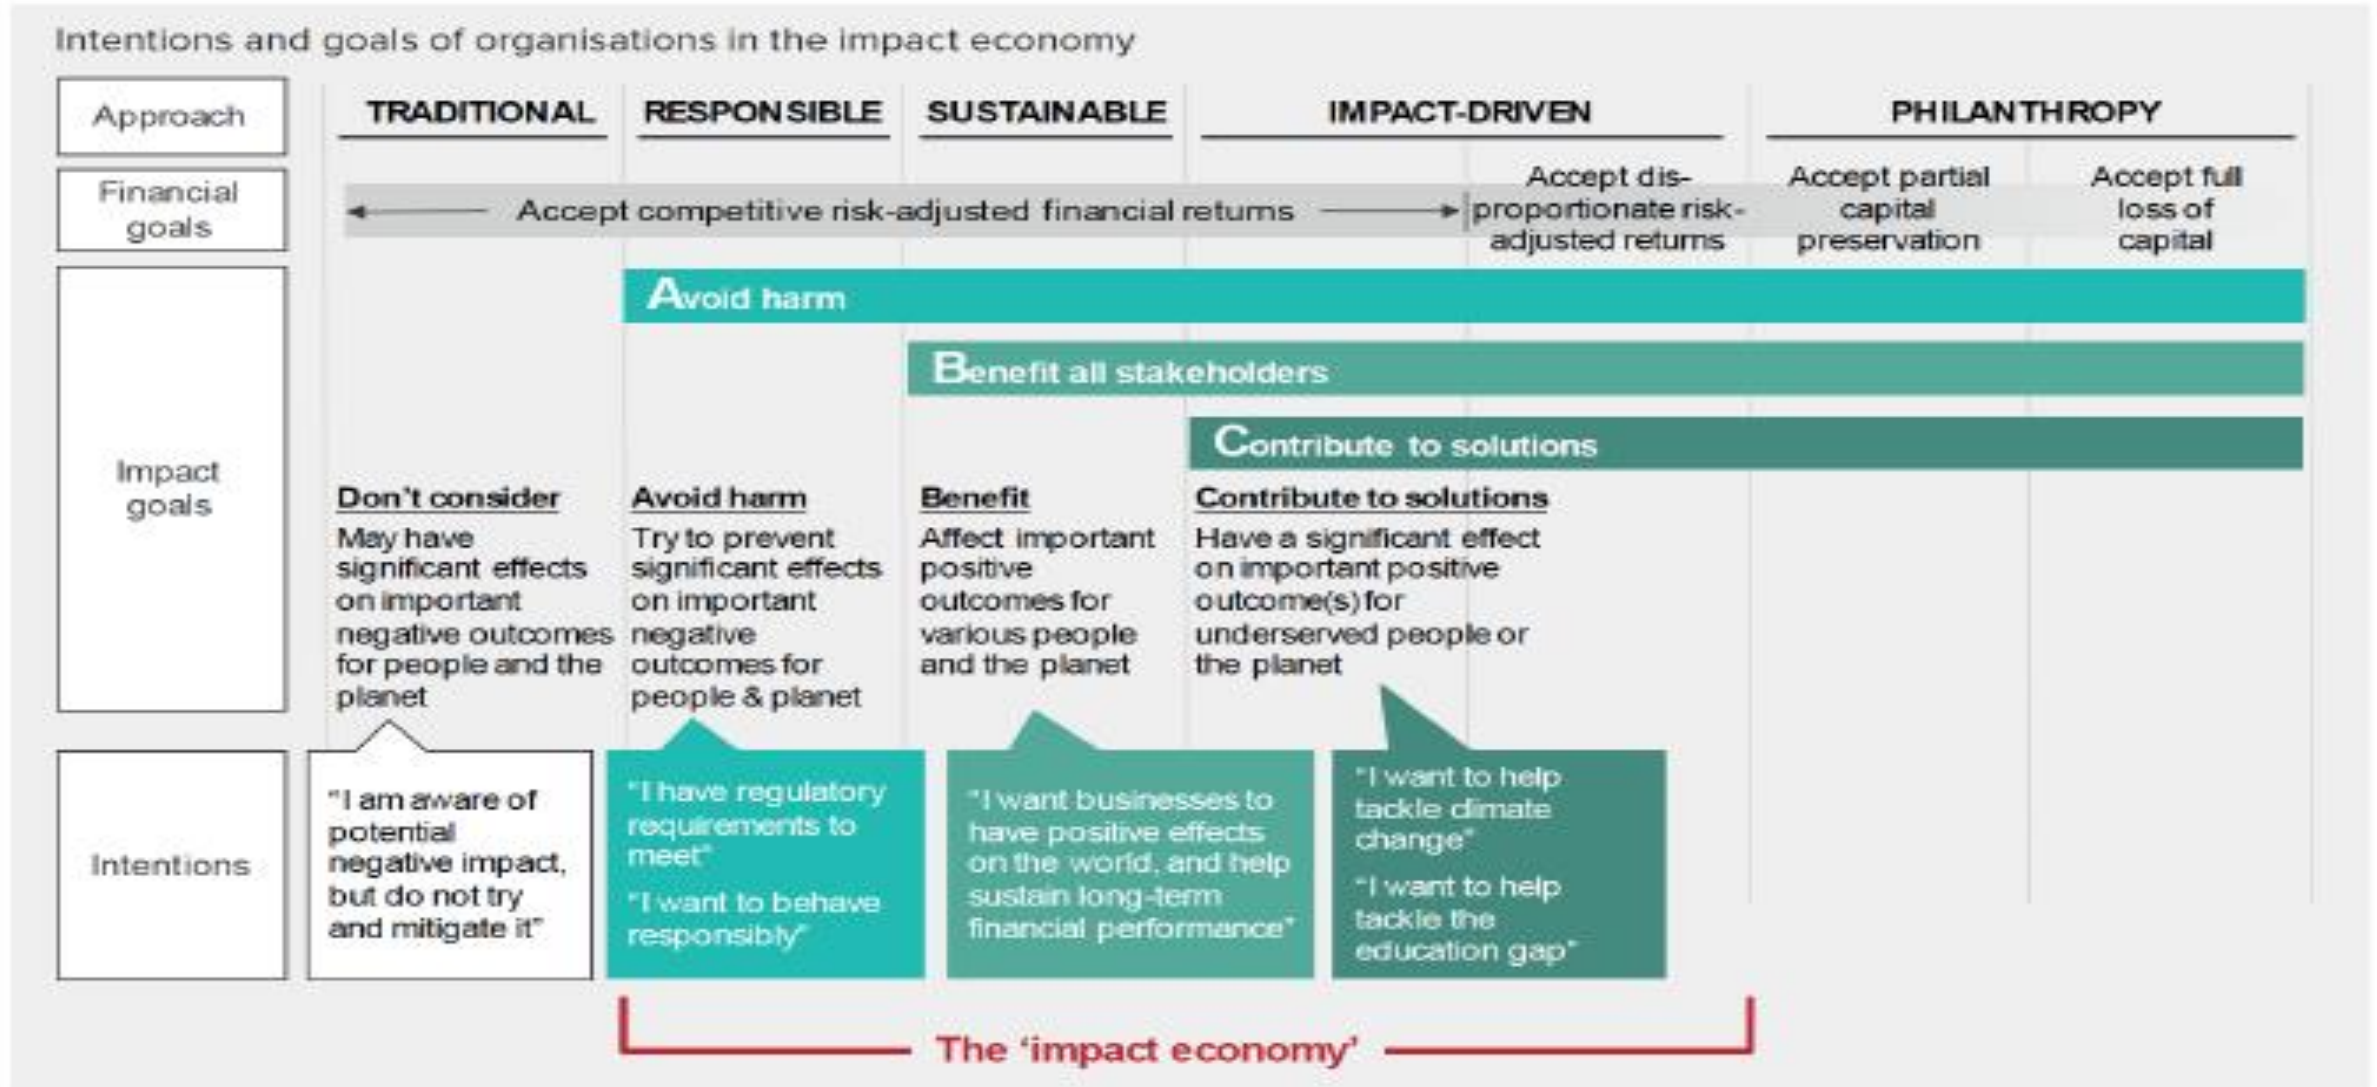 Intentions and goals of organisations in the impact economy
Approach
TRADITIONAL
RESPONSIBLE
SUSTAINABLE
IMPACT-DRIVEN
PHILANTHROPY
Financial
goals
Accept competitive risk-adjusted financial returns
Accept dis-
proportionate risk-
adjusted returns
Accept partial
capital
preservation
Accept full
loss of
capital
Impact
goals
Avoid harm
Benefit all stakeholders
Contribute to solutions
Don't consider
May have
significant effects
on important
negative outcomes
for people and the
planet
Avoid harm
Try to prevent
significant effects
on important
negative
outcomes for
people & planet
Benefit
Affect important
positive
outcomes for
various people
and the planet
Contribute to solutions
Have a significant effect
on important positive
outcome(s) for
underserved people or
the planet
Intentions
"I am aware of
potential
negative impact,
but do not try
and mitigate it"
"I have regulatory
requirements to
meet"
"I want to behave
responsibly"
"I want businesses to
have positive effects
on the world, and help
sustain long-term
financial performance"
"I want to help
tackle climate
change"
"I want to help
tackle the
education gap"
The 'impact economy'